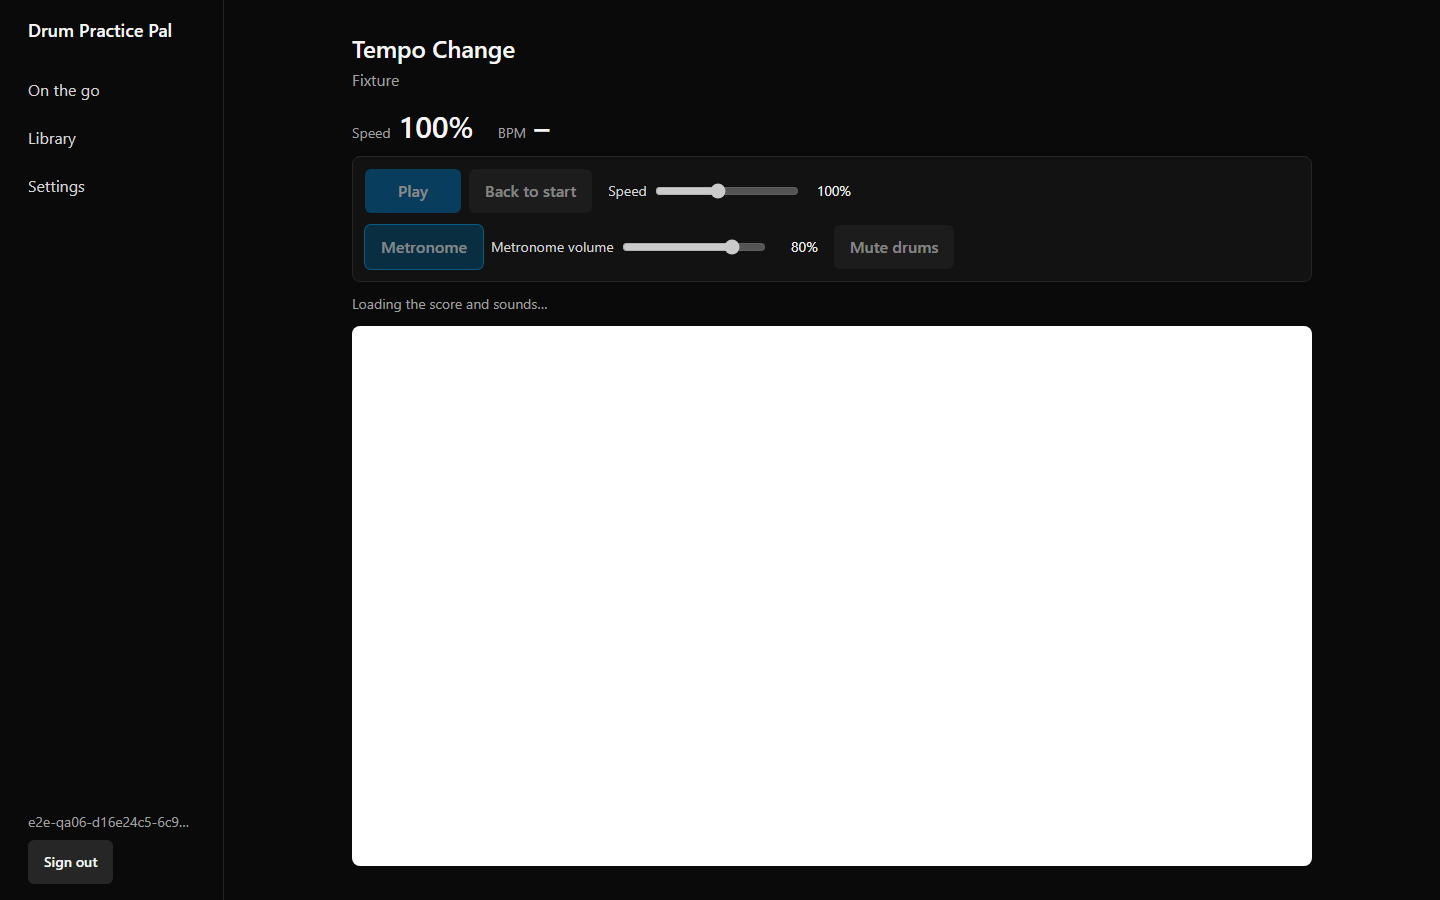 Drum Practice Pal
On the go
Library
Settings
e2e-qa06-d16e24c5-6c9...
Sign out
Tempo Change
Fixture
Speed 100% BPM –
Play Back to start Speed 100%
Metronome Metronome volume 80% Mute drums
Loading the score and sounds...